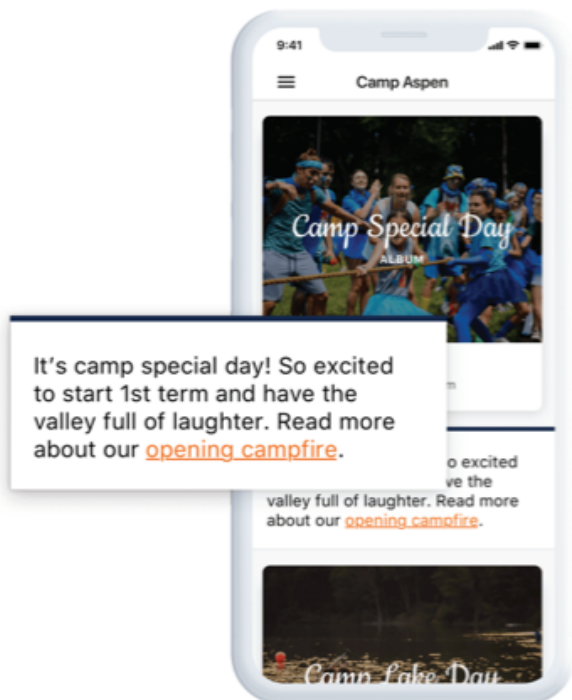 9:41
Camp Aspen
Camp Special Day
ALBUM
It's camp special day! So excited
to start 1st term and have the
valley full of laughter. Read more
about our opening campfire.
o excited
ve the
valley full of laughter. Read more
about our opening campfire.
Camp Lake Day